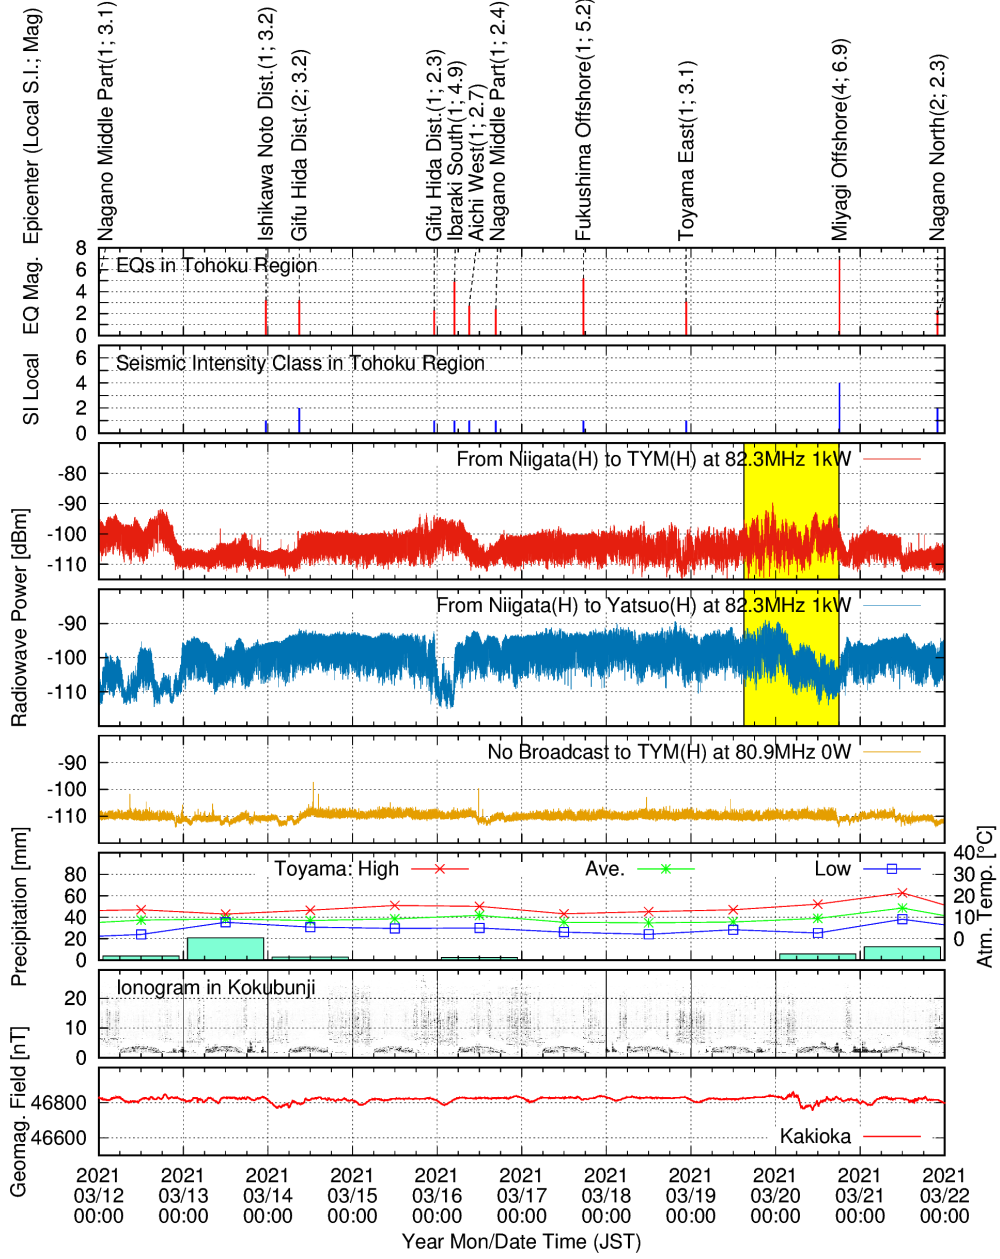 Epicenter (Local S.I.; Mag)
Nagano Middle Part(1; 3.1)
Ishikawa Noto Dist.(1; 3.2)
Gifu Hida Dist.(2; 3.2)
Gifu Hida Dist.(1; 2.3)
Ibaraki South(1; 4.9)
Aichi West(1; 2.7)
Nagano Middle Part(1; 2.4)
Fukushima Offshore(1; 5.2)
Toyama East(1; 3.1)
Miyagi Offshore(4; 6.9)
Nagano North(2; 2.3)
EQ Mag.
8
6
4
2
0
EQs in Tohoku Region
SI Local
6
4
2
0
Seismic Intensity Class in Tohoku Region
Radiowave Power [dBm]
-80
-90
-100
-110
From Niigata(H) to TYM(H) at 82.3MHz 1kW
-90
-100
-110
From Niigata(H) to Yatsuo(H) at 82.3MHz 1kW
-90
-100
-110
No Broadcast to TYM(H) at 80.9MHz 0W
Precipitation [mm]
80
60
40
20
0
Toyama: High Ave. Low
40
30
20
10
0
Atm. Temp. [°C]
Ionogram in Kokubunji
20
10
0
Geomag. Field [nT]
46800
46600
Kakioka
2021 2021 2021 2021 2021 2021 2021 2021 2021 2021 2021
03/12 03/13 03/14 03/15 03/16 03/17 03/18 03/19 03/20 03/21 03/22
00:00 00:00 00:00 00:00 00:00 00:00 00:00 00:00 00:00 00:00 00:00
Year Mon/Date Time (JST)